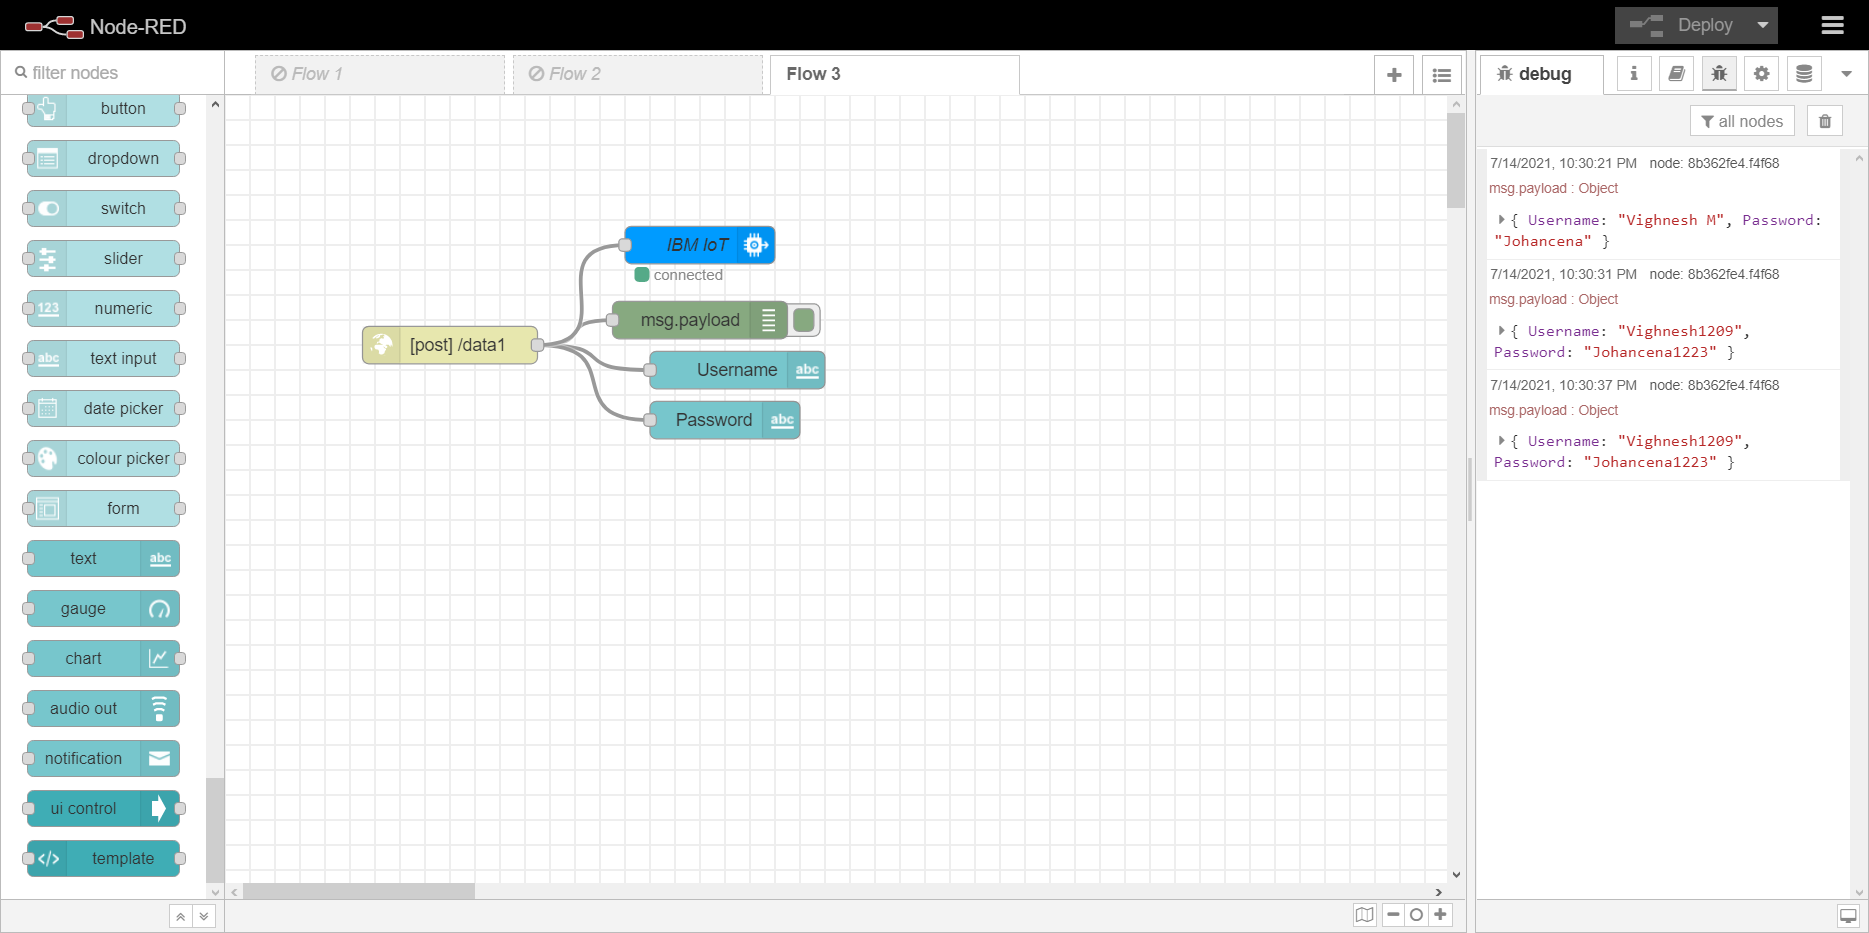 Node-RED
Deploy
filter nodes
Flow 1
Flow 2
Flow 3
debug
i
all nodes
button
dropdown
switch
slider
123
numeric
abc
text input
date picker
colour picker
form
text
abc
gauge
chart
audio out
notification
ui control
</>
template
IBM IoT
connected
msg.payload
[post] /data1
Username
abc
Password
abc
7/14/2021, 10:30:21 PM node: 8b362fe4.f4f68
msg.payload : Object
{ Username: "Vighnesh M", Password:
"Johancena" }
7/14/2021, 10:30:31 PM node: 8b362fe4.f4f68
msg.payload : Object
{ Username: "Vighnesh1209",
Password: "Johancena1223" }
7/14/2021, 10:30:37 PM node: 8b362fe4.f4f68
msg.payload : Object
{ Username: "Vighnesh1209",
Password: "Johancena1223" }